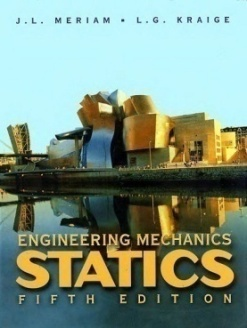 J.L. MERIAM • L.G. KRAIGE
ENGINEERING MECHANICS
STATICS
FIFTH EDITION